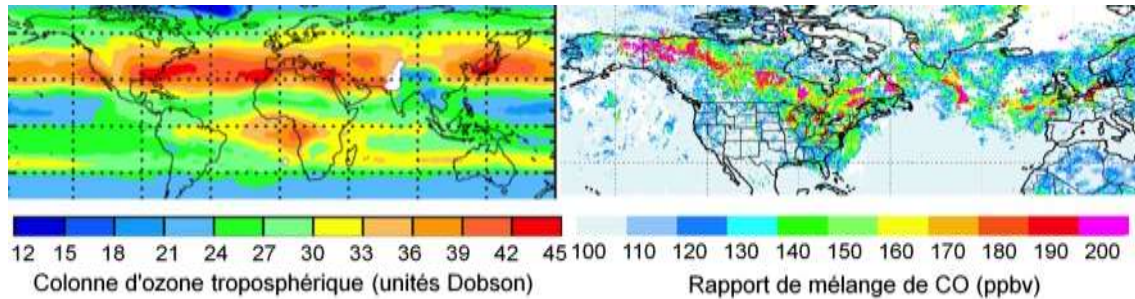 12 15 18 21 24 27 30 33 36 39 42 45
Colonne d'ozone troposphérique (unités Dobson)
100 110 120 130 140 150 160 170 180 190 200
Rapport de mélange de CO (ppbv)